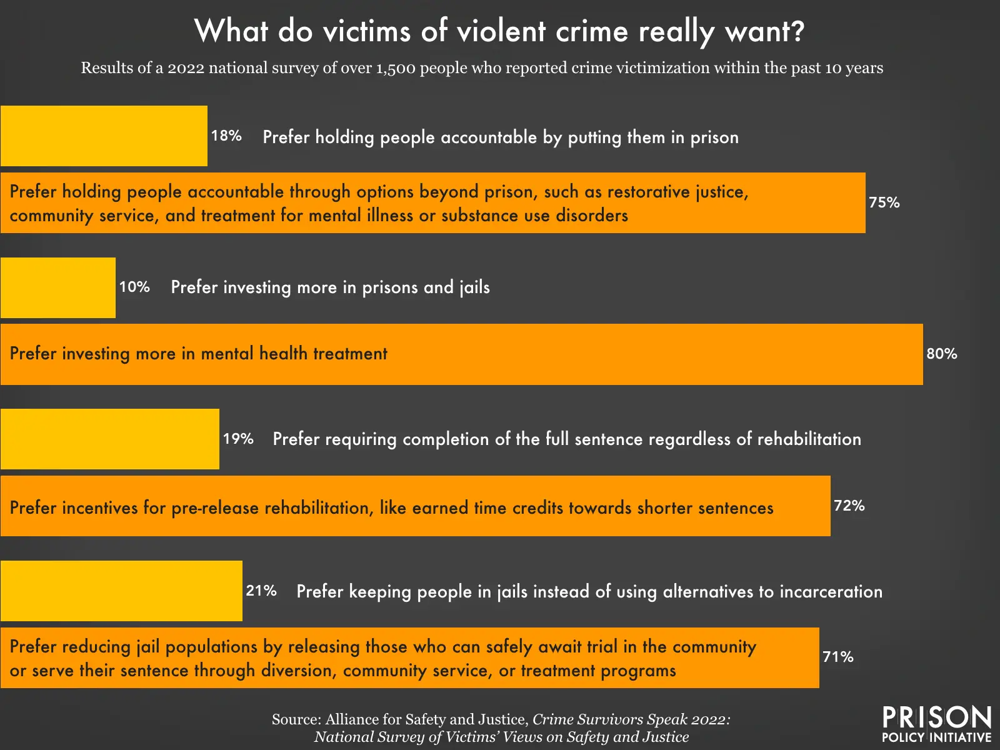 What do victims of violent crime really want?
Results of a 2022 national survey of over 1,500 people who reported crime victimization within the past 10 years
18% Prefer holding people accountable by putting them in prison
Prefer holding people accountable through options beyond prison, such as restorative justice,
community service, and treatment for mental illness or substance use disorders
75%
10% Prefer investing more in prisons and jails
Prefer investing more in mental health treatment
80%
19% Prefer requiring completion of the full sentence regardless of rehabilitation
Prefer incentives for pre-release rehabilitation, like earned time credits towards shorter sentences
72%
21% Prefer keeping people in jails instead of using alternatives to incarceration
Prefer reducing jail populations by releasing those who can safely await trial in the community
or serve their sentence through diversion, community service, or treatment programs
71%
Source: Alliance for Safety and Justice, Crime Survivors Speak 2022:
National Survey of Victims’ Views on Safety and Justice
PRISON
POLICY INITIATIVE